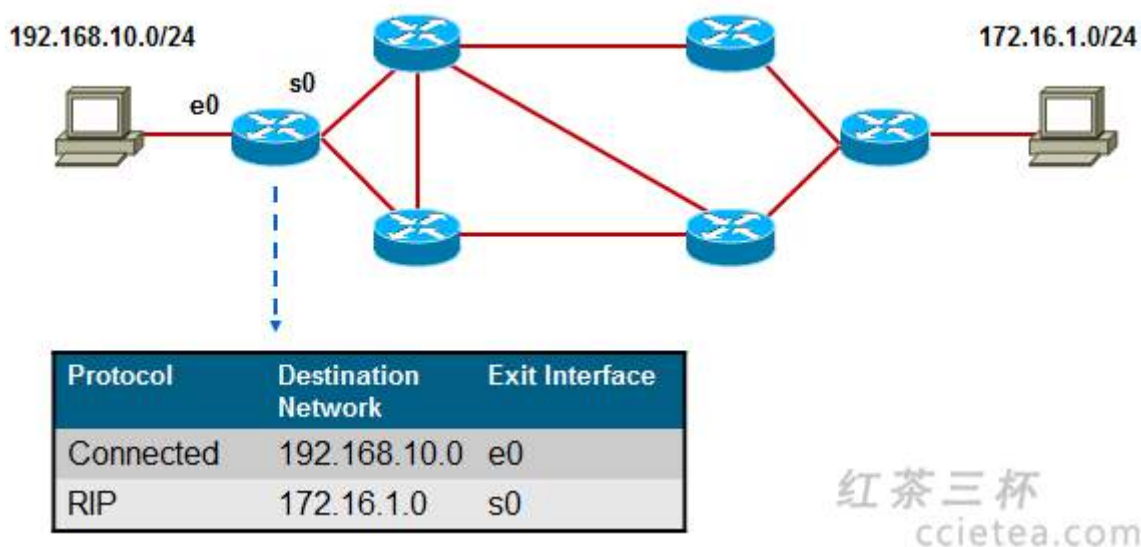 192.168.10.0/24
172.16.1.0/24
s0
e0
Protocol Destination Network Exit Interface
Connected 192.168.10.0 e0
RIP 172.16.1.0 s0
红茶三杯
ccietea.com